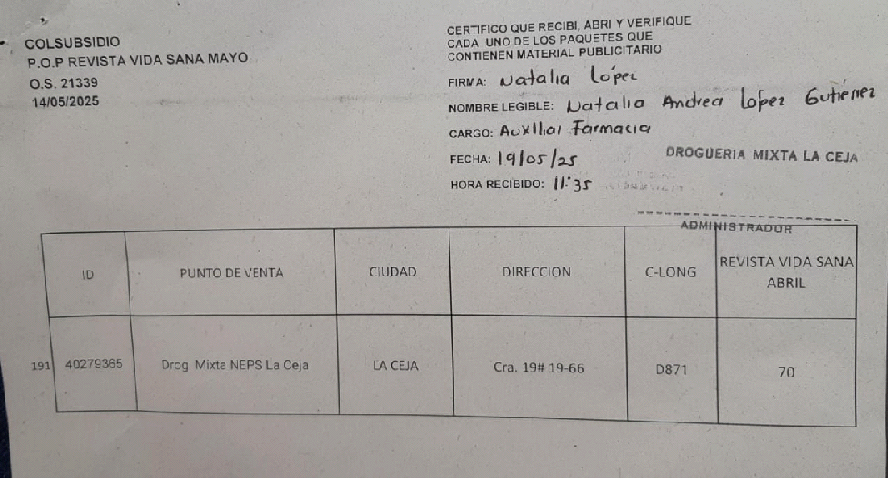 COLSUBSIDIO
P.O.P REVISTA VIDA SANA MAYO
O.S. 21339
14/05/2025
CERTIFICO QUE RECIBI, ABRI Y VERIFIQUE
CADA UNO DE LOS PAQUETES QUE
CONTIENEN MATERIAL PUBLICITARIO
FIRMA: Natalia López
NOMBRE LEGIBLE: Natalia Andrea López Gutierrez
CARGO: Auxiliar Farmacia
FECHA: 19/05/25
DROGUERIA MIXTA LA CEJA
HORA RECIBIDO: 11:35
ADMINISTRADOR
ID PUNTO DE VENTA CIUDAD DIRECCION C-LONG REVISTA VIDA SANA
ABRIL
191 40279365 Drog Mixta NEPS La Ceja LA CEJA Cra. 19# 19-66 D871 70